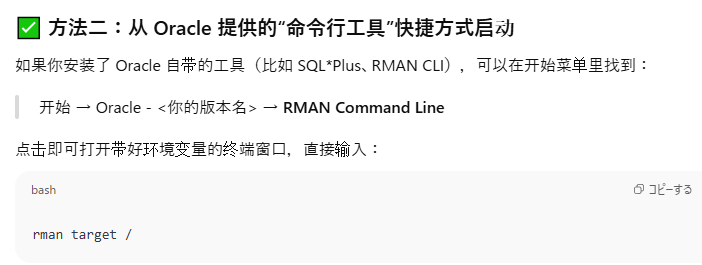 ✅ 方法二：从 Oracle 提供的“命令行工具”快捷方式启动
如果你安装了 Oracle 自带的工具（比如 SQL*Plus、RMAN CLI），可以在开始菜单里找到：
开始 → Oracle - <你的版本名> → RMAN Command Line
点击即可打开带好环境变量的终端窗口，直接输入：
bash
コピーする
rman target /